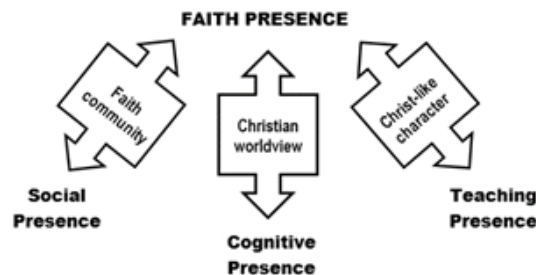 FAITH PRESENCE
Faith
community
Christian
worldview
Christ-like
character
Social
Presence
Cognitive
Presence
Teaching
Presence